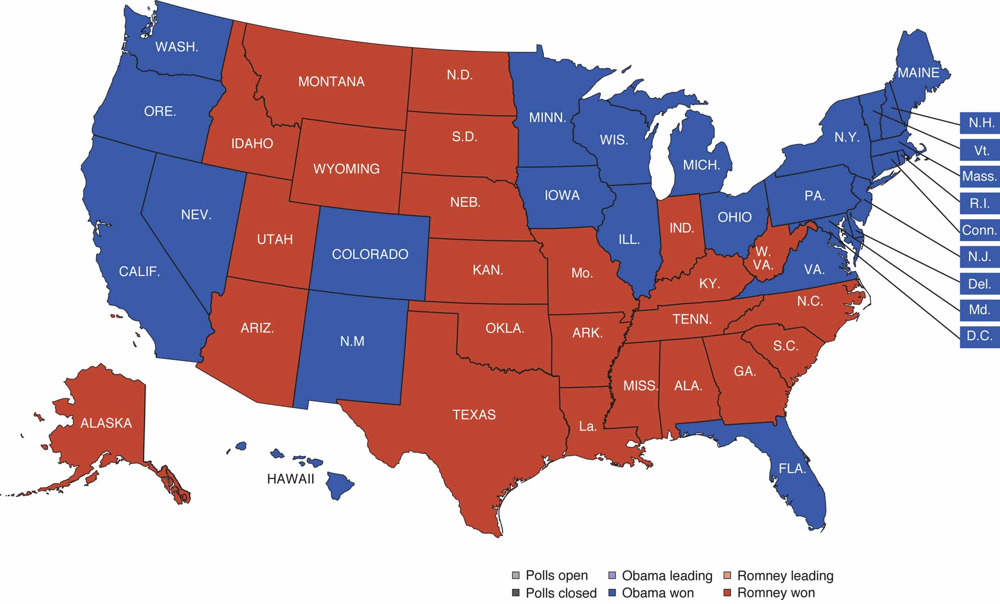 WASH.
MONTANA
N.D.
MAINE
ORE.
MINN.
N.H.
IDAHO
S.D.
WIS.
N.Y.
Vt.
WYOMING
MICH.
Mass.
NEB.
IOWA
PA.
R.I.
NEV.
OHIO
IND.
Conn.
UTAH
COLORADO
ILL.
W.
VA.
N.J.
CALIF.
KAN.
Mo.
KY.
VA.
Del.
N.C.
Md.
ARIZ.
N.M
OKLA.
ARK.
TENN.
S.C.
D.C.
GA.
MISS.
ALA.
TEXAS
La.
ALASKA
FLA.
HAWAII
Polls open
Obama leading
Romney leading
Polls closed
Obama won
Romney won